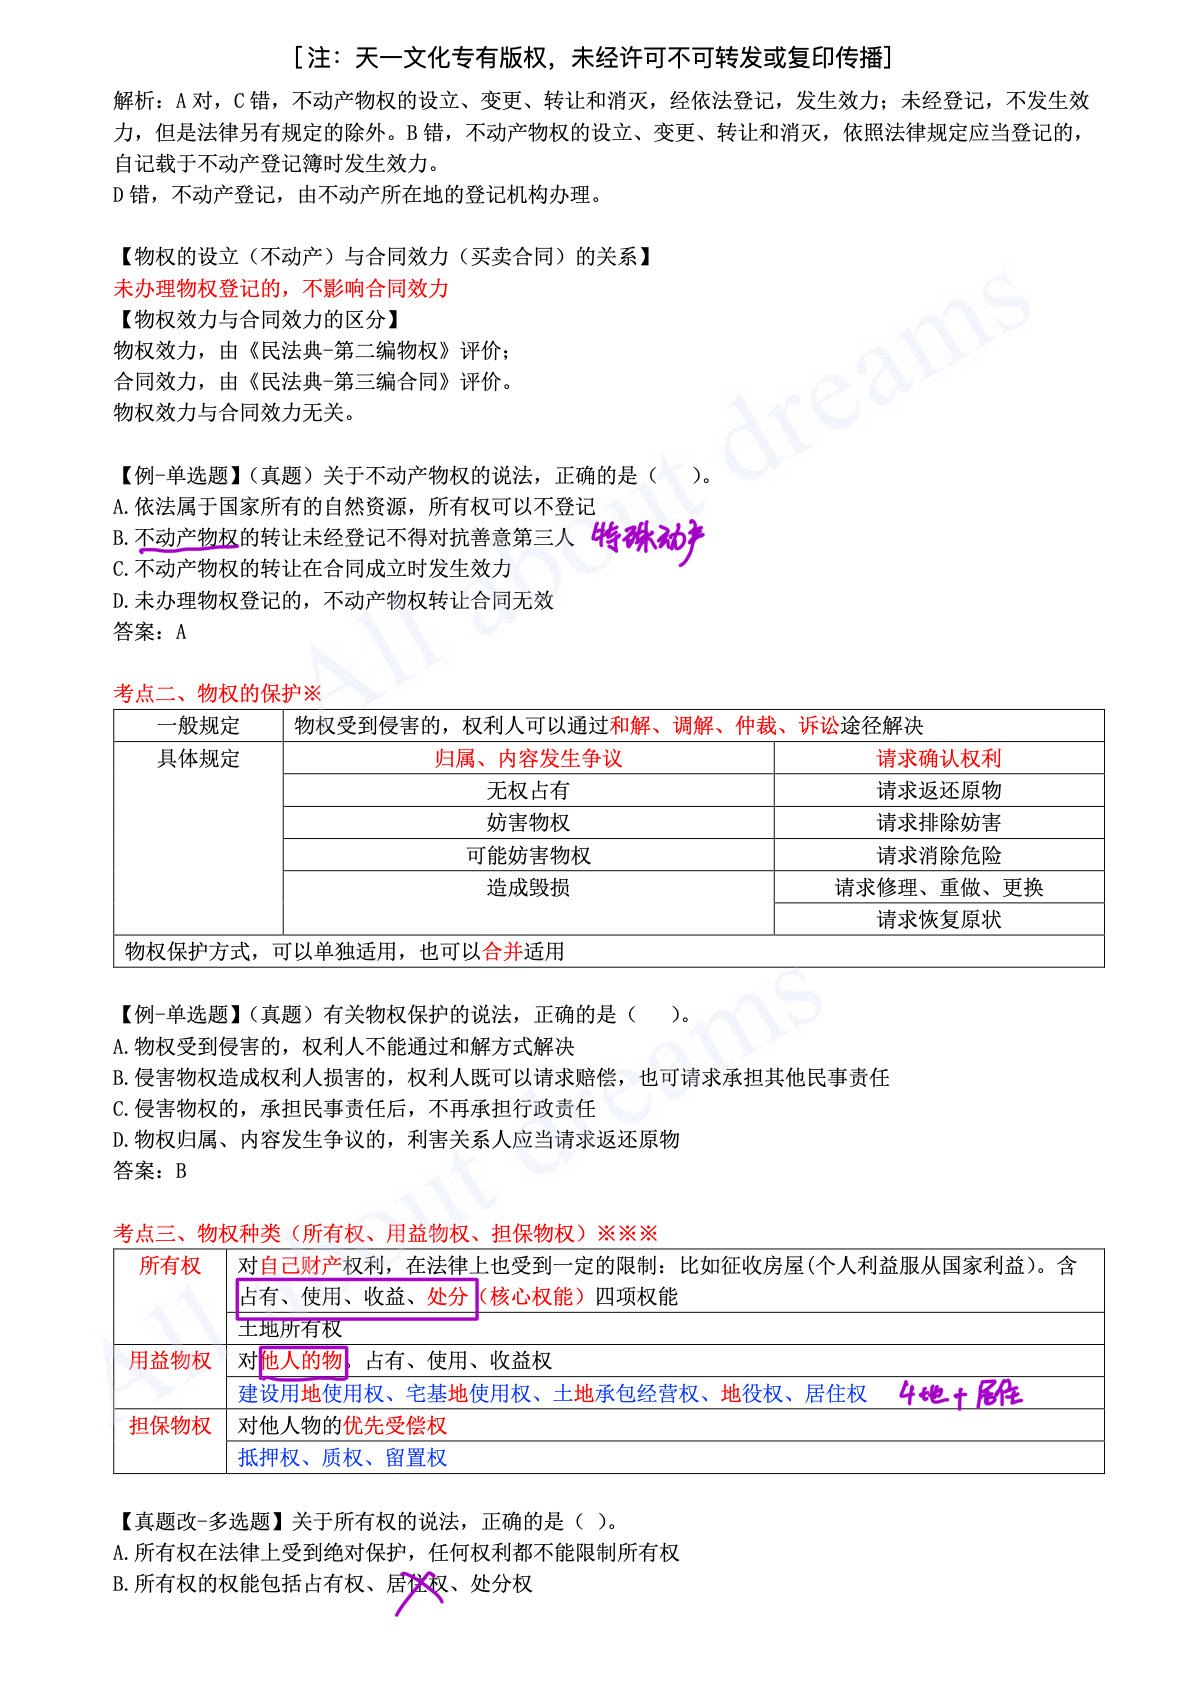 [注：天一文化专有版权，未经许可不可转发或复印传播]
解析：A 对，C 错，不动产物权的设立、变更、转让和消灭，经依法登记，发生效力；未经登记，不发生效
力，但是法律另有规定的除外。B 错，不动产物权的设立、变更、转让和消灭，依照法律规定应当登记的，
自记载于不动产登记簿时发生效力。
D 错，不动产登记，由不动产所在地的登记机构办理。
【物权的设立（不动产）与合同效力（买卖合同）的关系】
未办理物权登记的，不影响合同效力
【物权效力与合同效力的区分】
物权效力，由《民法典-第二编物权》评价；
合同效力，由《民法典-第三编合同》评价。
物权效力与合同效力无关。
【例-单选题】（真题）关于不动产物权的说法，正确的是（   ）。
A.依法属于国家所有的自然资源，所有权可以不登记
B.不动产物权的转让未经登记不得对抗善意第三人 特殊动产
C.不动产物权的转让在合同成立时发生效力
D.未办理物权登记的，不动产物权转让合同无效
答案：A
考点二、物权的保护※
一般规定 物权受到侵害的，权利人可以通过和解、调解、仲裁、诉讼途径解决
具体规定 归属、内容发生争议 请求确认权利
无权占有 请求返还原物
妨害物权 请求排除妨害
可能妨害物权 请求消除危险
造成毁损 请求修理、重做、更换
请求恢复原状
物权保护方式，可以单独适用，也可以合并适用
【例-单选题】（真题）有关物权保护的说法，正确的是（   ）。
A.物权受到侵害的，权利人不能通过和解方式解决
B.侵害物权造成权利人损害的，权利人既可以请求赔偿，也可请求承担其他民事责任
C.侵害物权的，承担民事责任后，不再承担行政责任
D.物权归属、内容发生争议的，利害关系人应当请求返还原物
答案：B
考点三、物权种类（所有权、用益物权、担保物权）※※※
所有权 对自己财产权利，在法律上也受到一定的限制：比如征收房屋(个人利益服从国家利益)。含
占有、使用、收益、处分（核心权能）四项权能
土地所有权
用益物权 对他人的物，占有、使用、收益权
建设用地使用权、宅基地使用权、土地承包经营权、地役权、居住权 4地+居住
担保物权 对他人物的优先受偿权
抵押权、质权、留置权
【真题改-多选题】关于所有权的说法，正确的是（ ）。
A.所有权在法律上受到绝对保护，任何权利都不能限制所有权
B.所有权的权能包括占有权、居住权、处分权
All about dreams
All about dreams